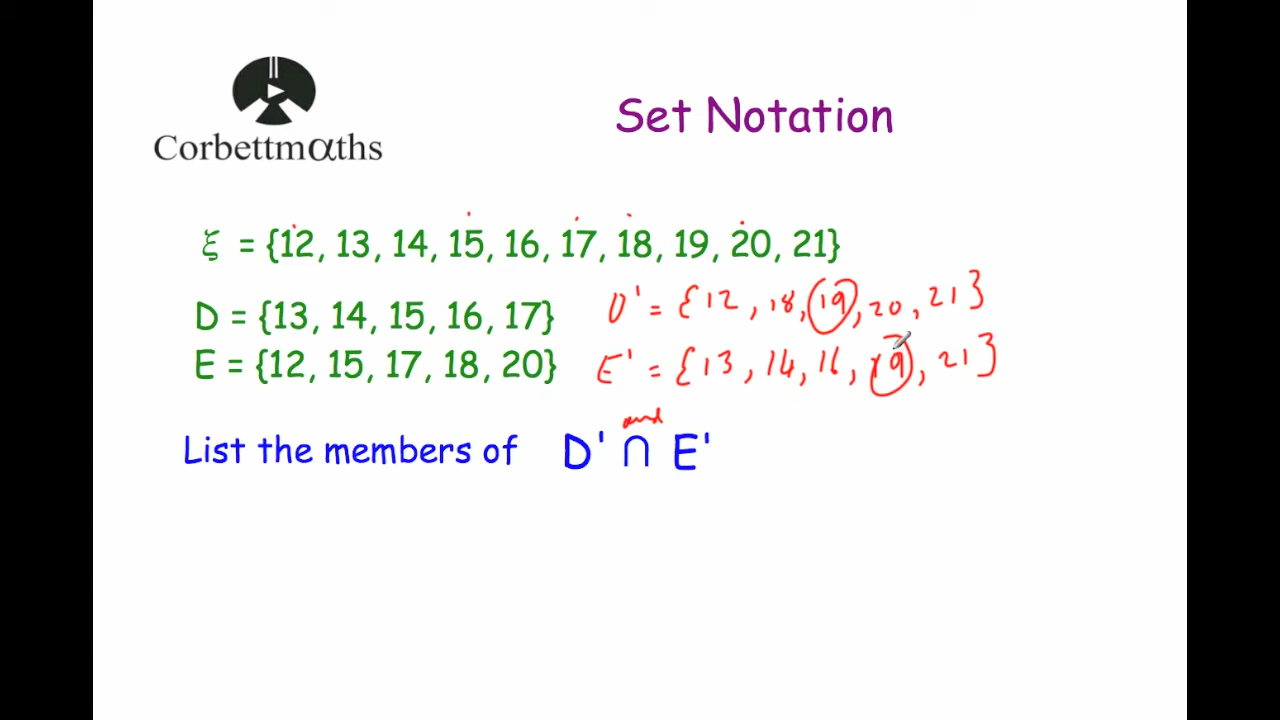 Corbettmαths
Set Notation
ξ = {12, 13, 14, 15, 16, 17, 18, 19, 20, 21}
D = {13, 14, 15, 16, 17}
D' = {12, 18, 19, 20, 21}
E = {12, 15, 17, 18, 20}
E' = {13, 14, 16, 19, 21}
and
List the members of D' ∩ E'